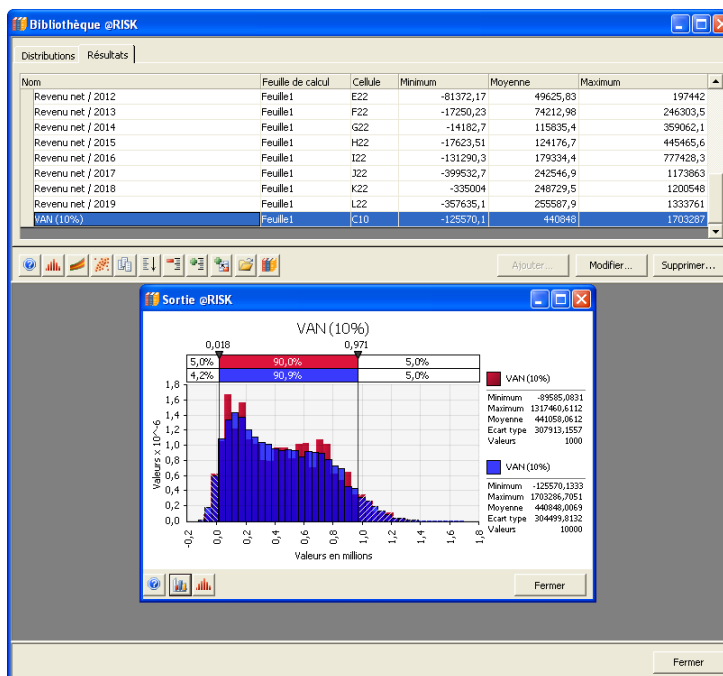 Bibliothèque @RISK
Distributions Résultats
Nom Feuille de calcul Cellule Minimum Moyenne Maximum
Revenu net / 2012 Feuille1 E22 -81372,17 49625,83 197442
Revenu net / 2013 Feuille1 F22 -17250,23 74212,98 246303,5
Revenu net / 2014 Feuille1 G22 -14182,7 115835,4 359062,1
Revenu net / 2015 Feuille1 H22 -17623,51 124176,7 445465,6
Revenu net / 2016 Feuille1 I22 -131290,3 179334,4 777428,3
Revenu net / 2017 Feuille1 J22 -399532,7 242546,9 1173863
Revenu net / 2018 Feuille1 K22 -335004 248729,5 1200548
Revenu net / 2019 Feuille1 L22 -357635,1 255587,9 1333761
VAN (10%) Feuille1 C10 -125570,1 440848 1703287
Ajouter... Modifier... Supprimer...
Sortie @RISK
VAN (10%)
0,018 0,971
5,0% 90,0% 5,0%
4,2% 90,9% 5,0%
1,8
1,6
1,4
1,2
1,0
0,8
0,6
0,4
0,2
0,0
Valeurs x 10^-6
-0,2 0,0 0,2 0,4 0,6 0,8 1,0 1,2 1,4 1,6 1,8
Valeurs en millions
VAN (10%)
Minimum -89585,0831
Maximum 1317460,6112
Moyenne 441058,0612
Ecart type 307913,1557
Valeurs 1000
VAN (10%)
Minimum -125570,1333
Maximum 1703286,7051
Moyenne 440848,0069
Ecart type 304499,8132
Valeurs 10000
Fermer
Fermer